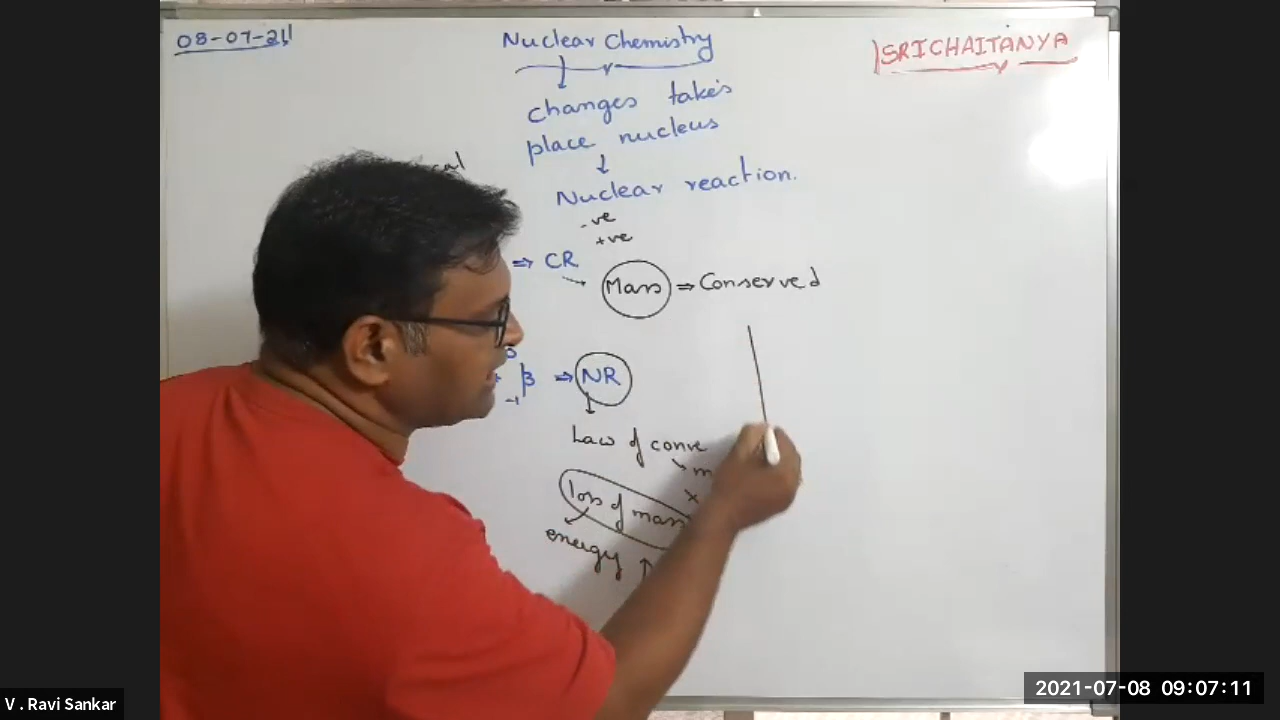 08-07-21
Nuclear Chemistry
SRICHAITANYA
changes take's
place nucleus
Nuclear reaction.
-ve
+ve
⇒ CR
Mass ⇒ Conserved
β ⇒ NR
-1
Law of conve
loss of mass
energy ↑
V . Ravi Sankar
2021-07-08 09:07:11